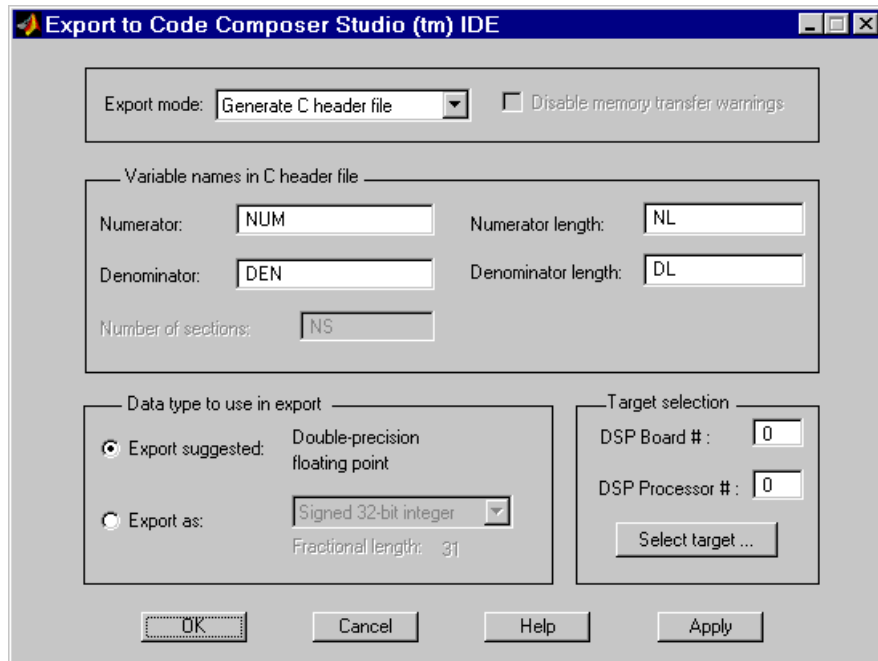 Export to Code Composer Studio (tm) IDE
Export mode: Generate C header file Disable memory transfer warnings
Variable names in C header file
Numerator: NUM Numerator length: NL
Denominator: DEN Denominator length: DL
Number of sections: NS
Data type to use in export
Export suggested: Double-precision
floating point
Export as: Signed 32-bit integer
Fractional length: 31
Target selection
DSP Board # : 0
DSP Processor # : 0
Select target ...
OK Cancel Help Apply